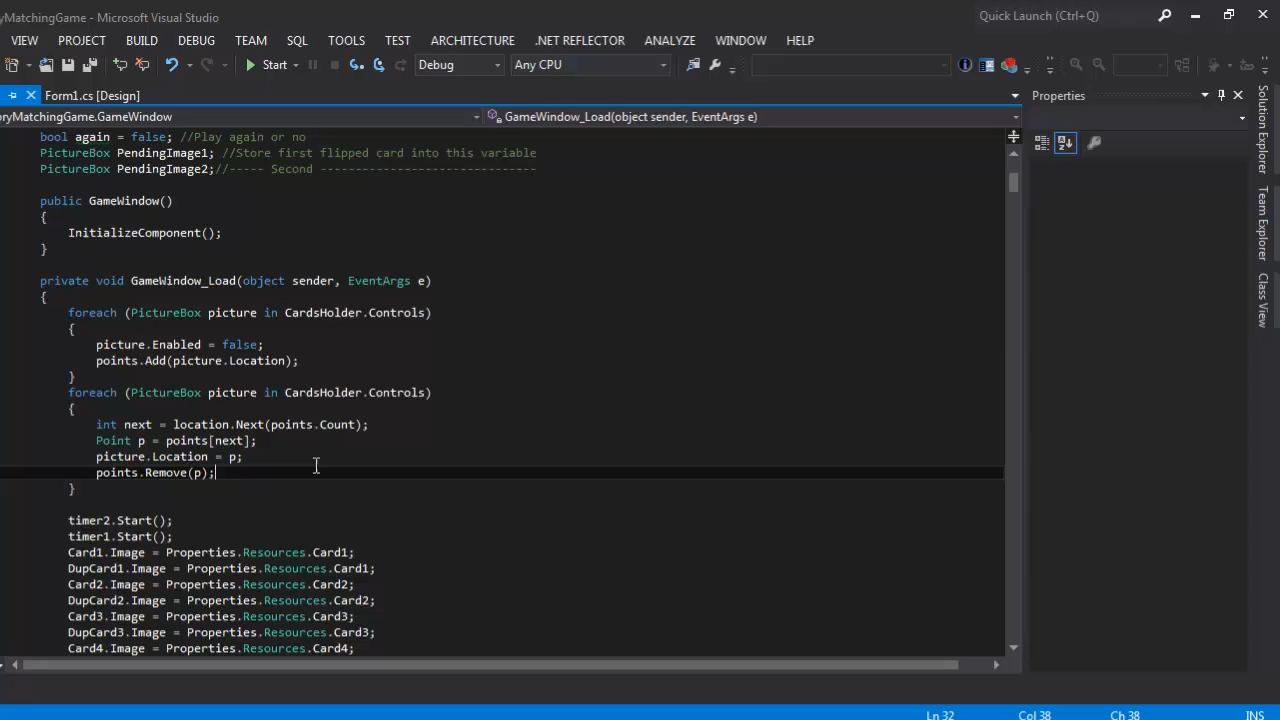 oryMatchingGame - Microsoft Visual Studio
Quick Launch (Ctrl+Q)
VIEW PROJECT BUILD DEBUG TEAM SQL TOOLS TEST ARCHITECTURE .NET REFLECTOR ANALYZE WINDOW HELP
Start Debug Any CPU
Form1.cs [Design]
Properties
oryMatchingGame.GameWindow
GameWindow_Load(object sender, EventArgs e)
bool again = false; //Play again or no
PictureBox PendingImage1; //Store first flipped card into this variable
PictureBox PendingImage2;//----- Second -------------------------------
public GameWindow()
{
InitializeComponent();
}
private void GameWindow_Load(object sender, EventArgs e)
{
foreach (PictureBox picture in CardsHolder.Controls)
{
picture.Enabled = false;
points.Add(picture.Location);
}
foreach (PictureBox picture in CardsHolder.Controls)
{
int next = location.Next(points.Count);
Point p = points[next];
picture.Location = p;
points.Remove(p);
}
timer2.Start();
timer1.Start();
Card1.Image = Properties.Resources.Card1;
DupCard1.Image = Properties.Resources.Card1;
Card2.Image = Properties.Resources.Card2;
DupCard2.Image = Properties.Resources.Card2;
Card3.Image = Properties.Resources.Card3;
DupCard3.Image = Properties.Resources.Card3;
Card4.Image = Properties.Resources.Card4;
Solution Explorer
Team Explorer
Class View
Ln 32 Col 38 Ch 38 INS